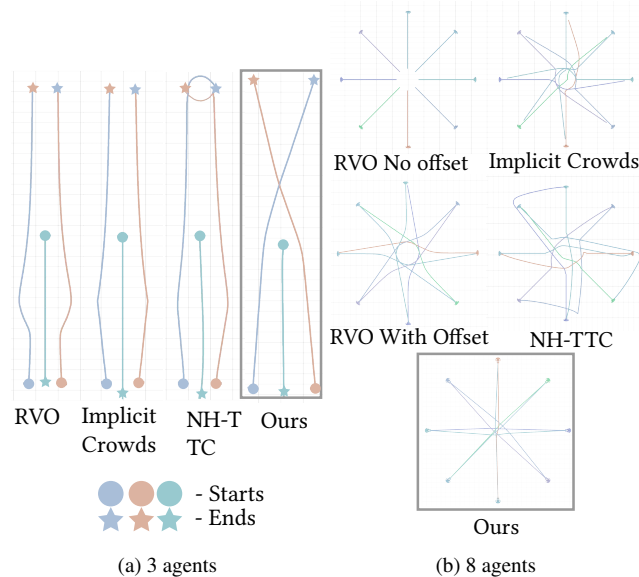 RVO No offset
Implicit Crowds
RVO With Offset
NH-TTC
RVO
Implicit
Crowds
NH-T
TC
Ours
Ours
- Starts
- Ends
(a) 3 agents
(b) 8 agents